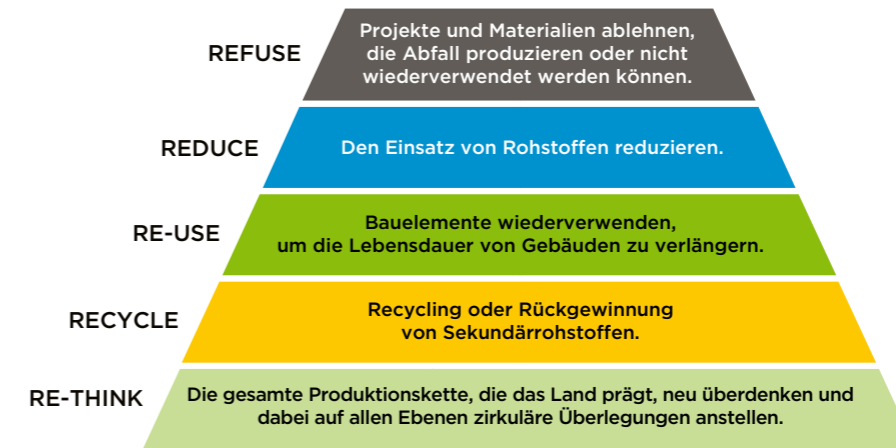 REFUSE
Projekte und Materialien ablehnen,
die Abfall produzieren oder nicht
wiederverwendet werden können.
REDUCE
Den Einsatz von Rohstoffen reduzieren.
RE-USE
Bauelemente wiederverwenden,
um die Lebensdauer von Gebäuden zu verlängern.
RECYCLE
Recycling oder Rückgewinnung
von Sekundärrohstoffen.
RE-THINK
Die gesamte Produktionskette, die das Land prägt, neu überdenken und
dabei auf allen Ebenen zirkuläre Überlegungen anstellen.